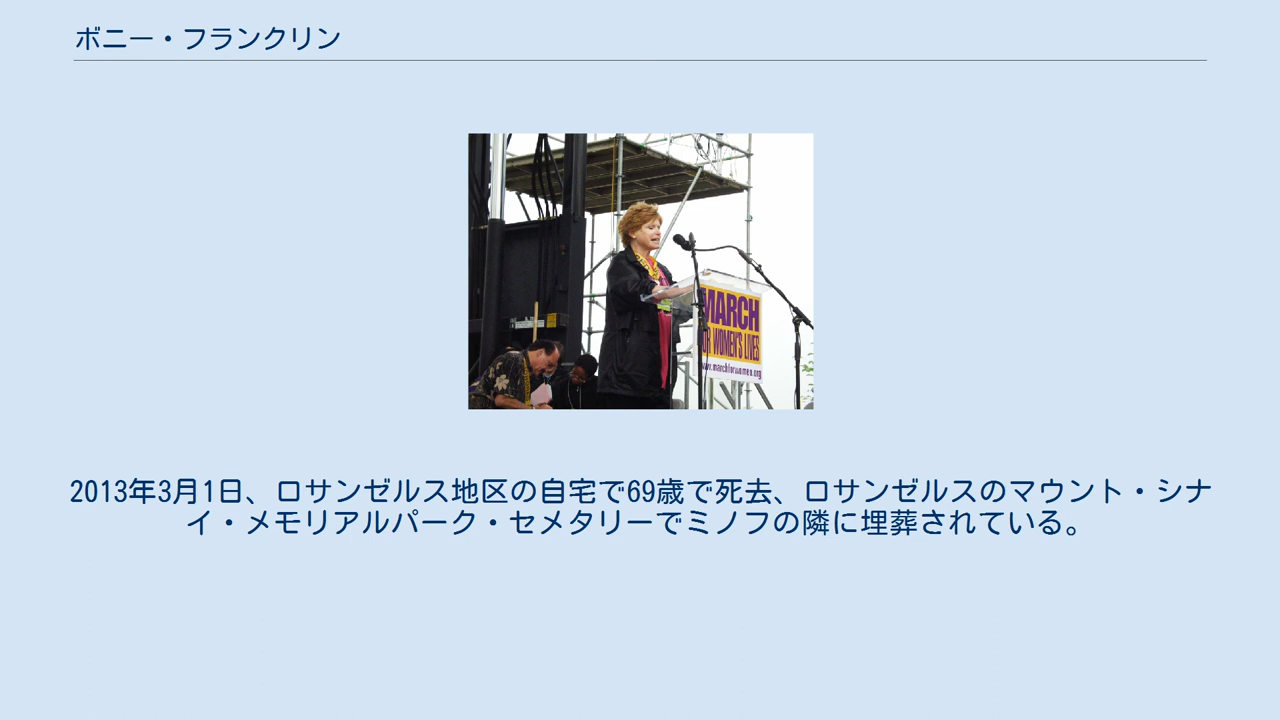 ボニー・フランクリン
MARCH
OR WOMEN'S LIVES
www.marchforwomen.org
2013年3月1日、ロサンゼルス地区の自宅で69歳で死去、ロサンゼルスのマウント・シナ
イ・メモリアルパーク・セメタリーでミノフの隣に埋葬されている。